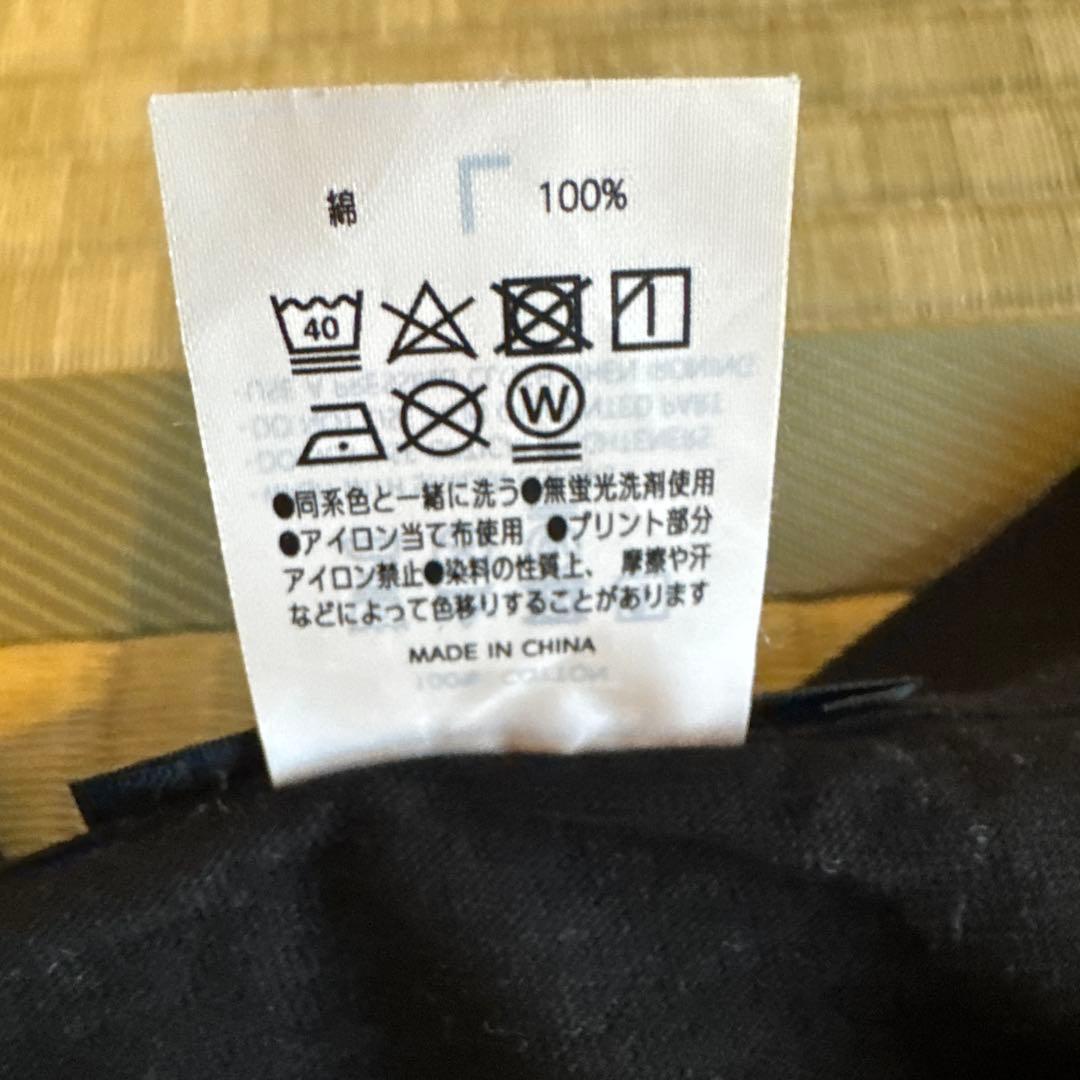 綿 100%
40
W
●同系色と一緒に洗う●無蛍光洗剤使用
●アイロン当て布使用 ●プリント部分
アイロン禁止●染料の性質上、摩擦や汗
などによって色移りすることがあります
MADE IN CHINA
100% COTTON